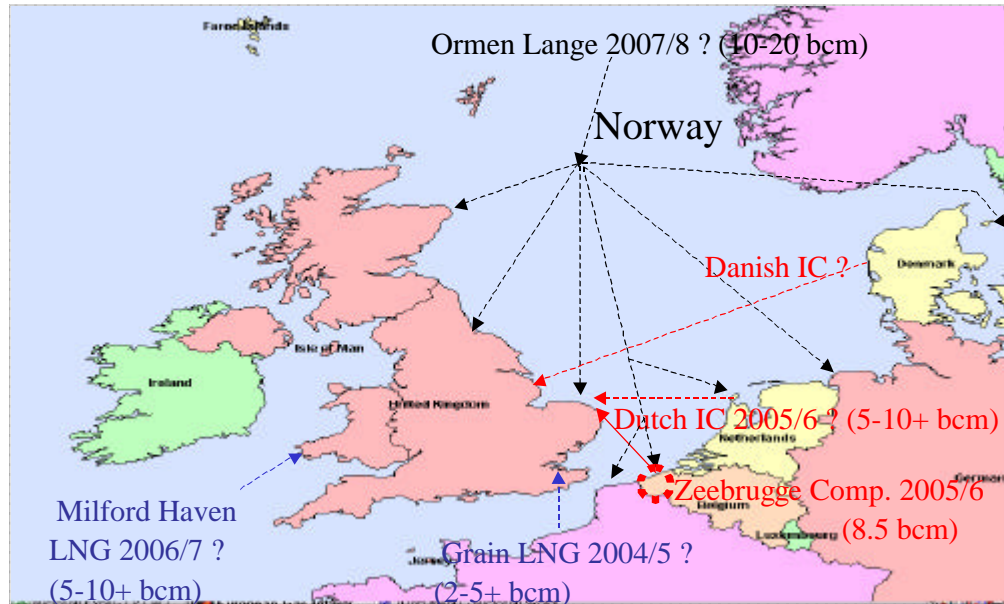 Faroe Islands
Ormen Lange 2007/8 ? (10-20 bcm)
Norway
Danish IC ?
Denmark
Isle of Man
Ireland
United Kingdom
Dutch IC 2005/6 ? (5-10+ bcm)
Netherlands
Zeebrugge Comp. 2005/6
(8.5 bcm)
Belgium
Luxembourg
Milford Haven
LNG 2006/7 ?
(5-10+ bcm)
Grain LNG 2004/5 ?
(2-5+ bcm)
Jersey